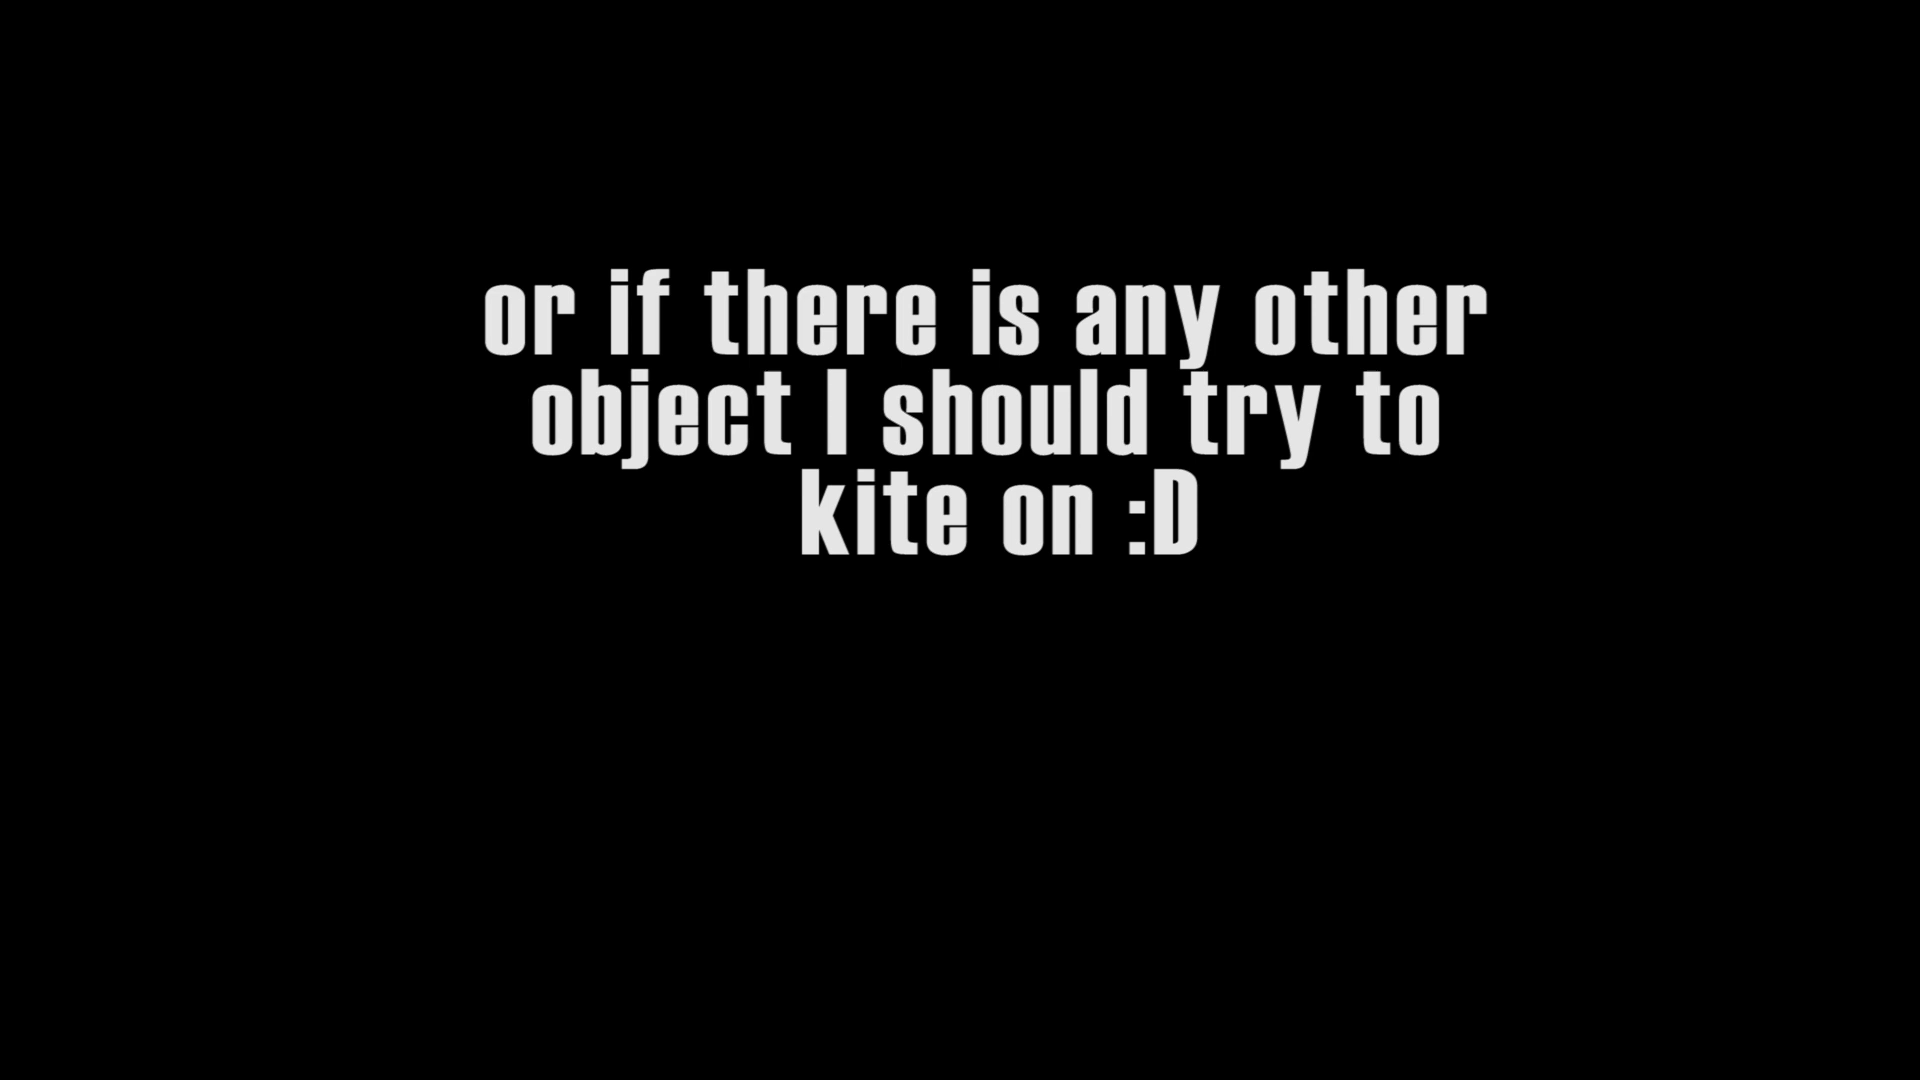 or if there is any other
object I should try to
kite on :D